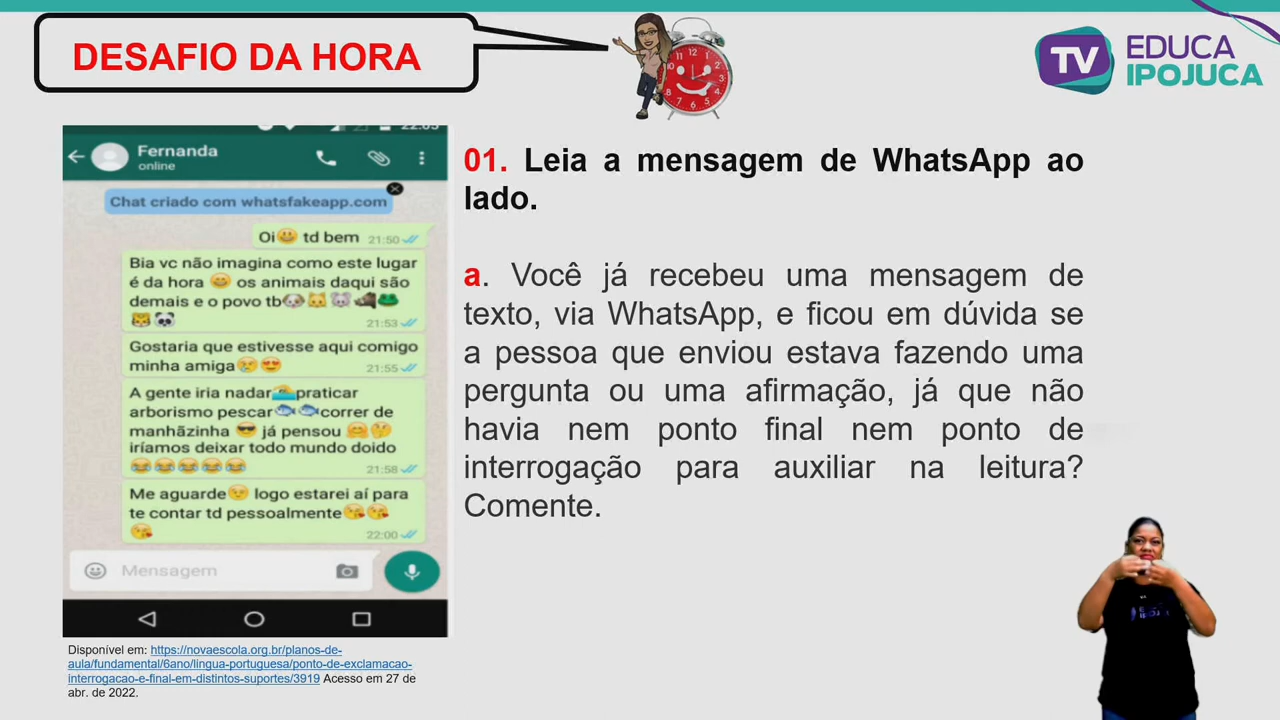 DESAFIO DA HORA
TV EDUCA
IPOJUCA
Fernanda
online
Chat criado com whatsfakeapp.com
Oi😃 td bem 21:50
Bia vc não imagina como este lugar
é da hora 😊 os animais daqui são
demais e o povo tb🐶🐱🐭🐗🐸
🐯🐼 21:53
Gostaria que estivesse aqui comigo
minha amiga😢😍 21:55
A gente iria nadar🏊praticar
arborismo pescar🐟🐟correr de
manhãzinha 😎 já pensou 🤗🤔
iríamos deixar todo mundo doido
😂😂😂😂😂 21:58
Me aguarde😉 logo estarei aí para
te contar td pessoalmente😘😘
😘 22:00
Mensagem
Disponível em: https://novaescola.org.br/planos-de-
aula/fundamental/6ano/lingua-portuguesa/ponto-de-exclamacao-
interrogacao-e-final-em-distintos-suportes/3919 Acesso em 27 de
abr. de 2022.
01. Leia a mensagem de WhatsApp ao
lado.
a. Você já recebeu uma mensagem de
texto, via WhatsApp, e ficou em dúvida se
a pessoa que enviou estava fazendo uma
pergunta ou uma afirmação, já que não
havia nem ponto final nem ponto de
interrogação para auxiliar na leitura?
Comente.